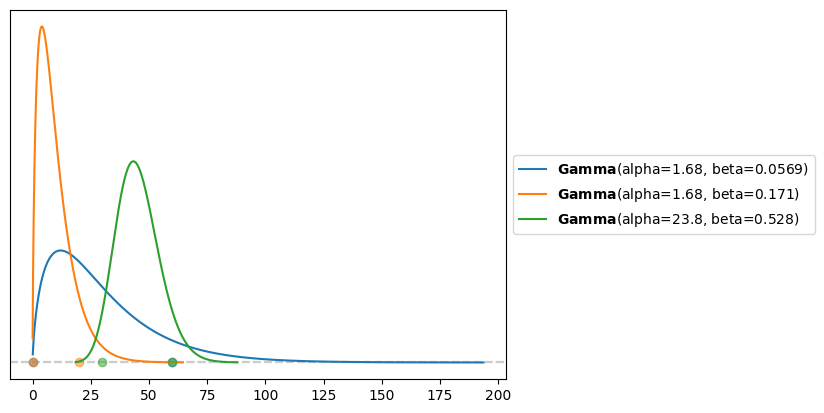 Gamma(alpha=1.68, beta=0.0569)
Gamma(alpha=1.68, beta=0.171)
Gamma(alpha=23.8, beta=0.528)
0 25 50 75 100 125 150 175 200